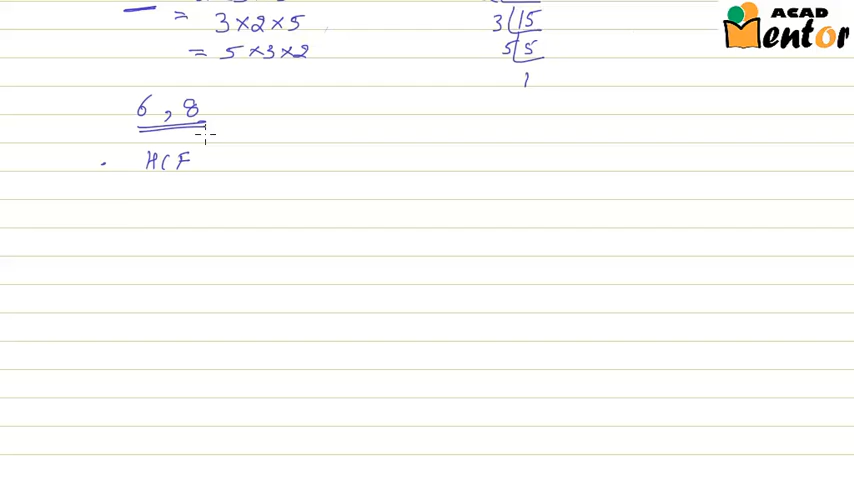 = 3×2×5
= 5×3×2
3 15
5 5
1
6, 8
HCF
ACAD
Mentor